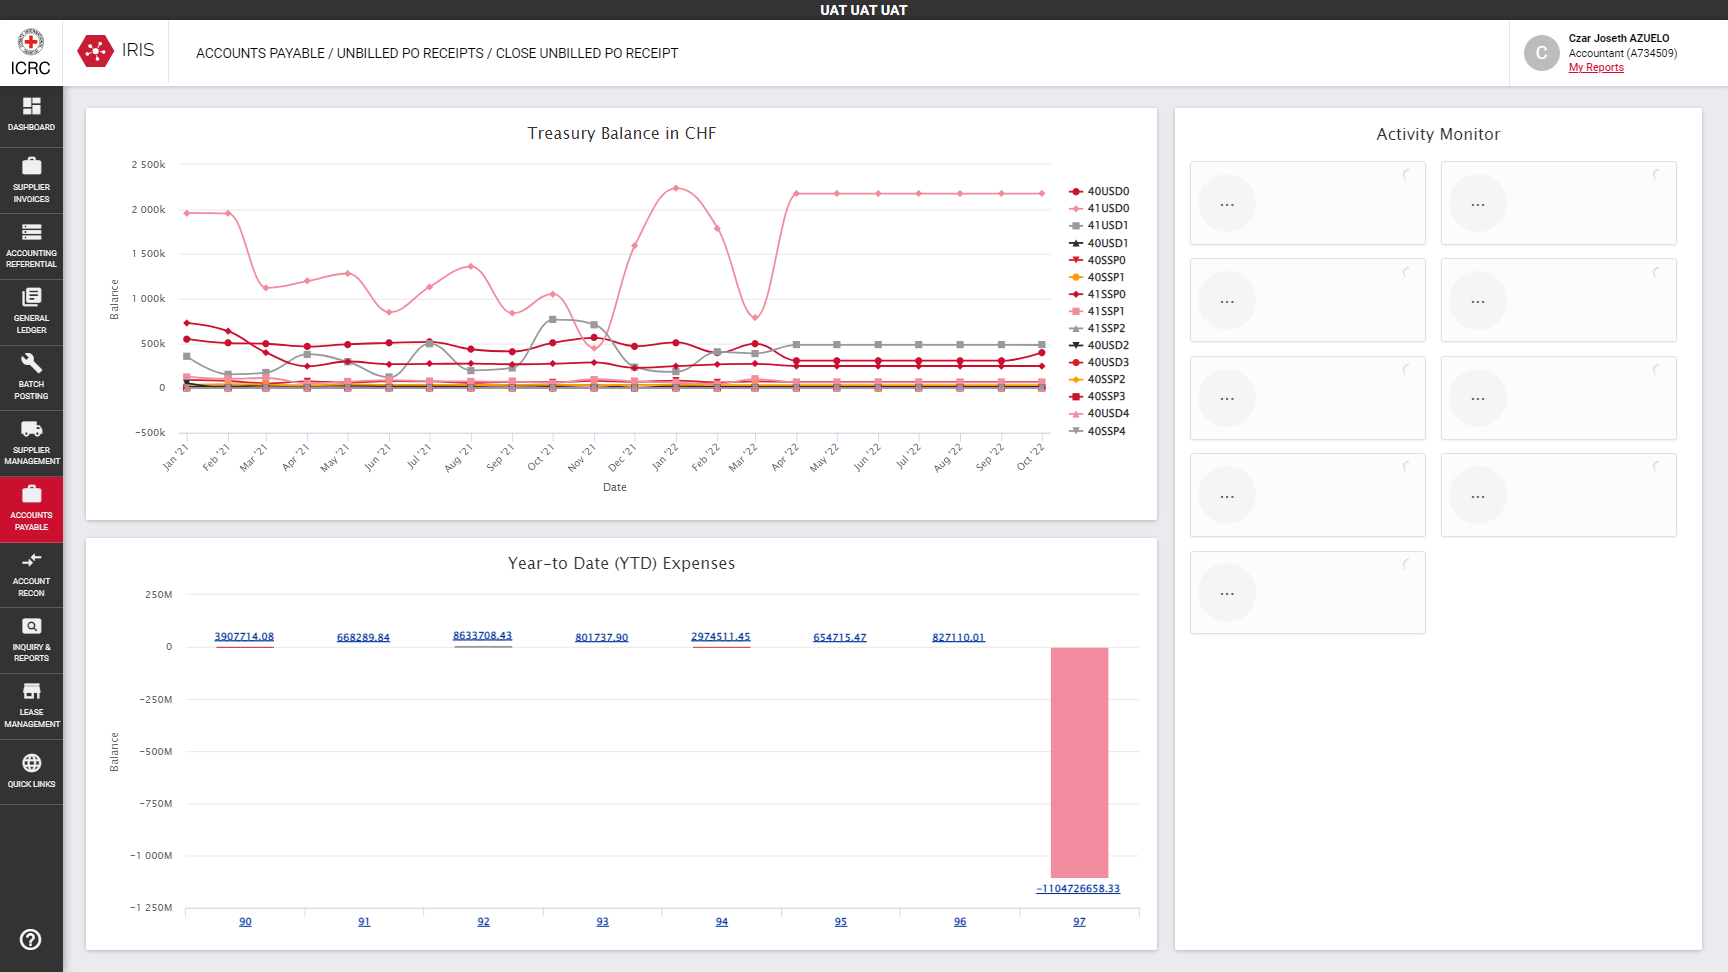 UAT UAT UAT
ICRC
IRIS
ACCOUNTS PAYABLE / UNBILLED PO RECEIPTS / CLOSE UNBILLED PO RECEIPT
C
Czar Joseth AZUELO
Accountant (A734509)
My Reports
DASHBOARD
SUPPLIER
INVOICES
ACCOUNTING
REFERENTIAL
GENERAL
LEDGER
BATCH
POSTING
SUPPLIER
MANAGEMENT
ACCOUNTS
PAYABLE
ACCOUNT
RECON
INQUIRY &
REPORTS
LEASE
MANAGEMENT
QUICK LINKS
Treasury Balance in CHF
2 500k
2 000k
1 500k
1 000k
500k
0
-500k
Balance
Jan '21
Feb '21
Mar '21
Apr '21
May '21
Jun '21
Jul '21
Aug '21
Sep '21
Oct '21
Nov '21
Dec '21
Jan '22
Feb '22
Mar '22
Apr '22
May '22
Jun '22
Jul '22
Aug '22
Sep '22
Oct '22
Date
40USD0
41USD0
41USD1
40USD1
40SSP0
40SSP1
41SSP0
41SSP1
41SSP2
40USD2
40USD3
40SSP2
40SSP3
40USD4
40SSP4
Year-to Date (YTD) Expenses
250M
0
-250M
-500M
-750M
-1 000M
-1 250M
Balance
3907714.08
668289.84
8633708.43
801737.90
2974511.45
654715.47
827110.01
-1104726658.33
90
91
92
93
94
95
96
97
Activity Monitor
...
...
...
...
...
...
...
...
...